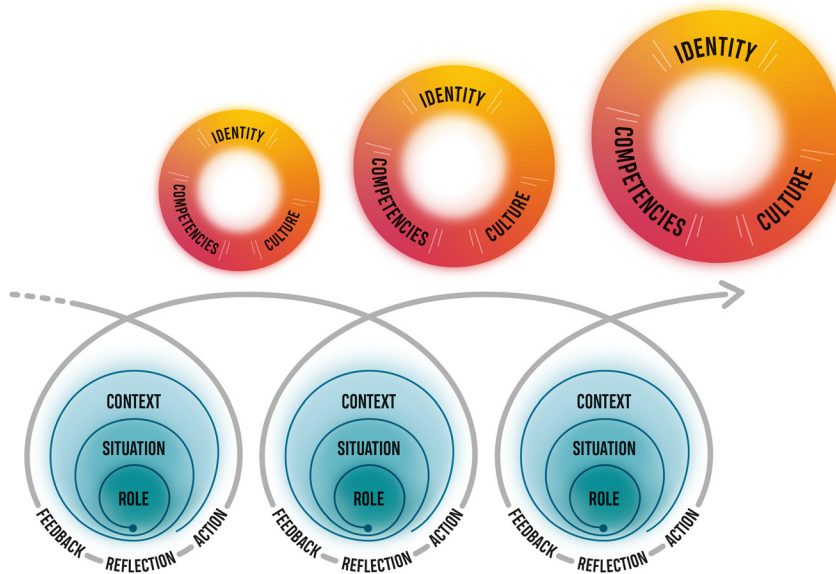 IDENTITY
COMPETENCIES
CULTURE
IDENTITY
COMPETENCIES
CULTURE
IDENTITY
COMPETENCIES
CULTURE
CONTEXT
SITUATION
ROLE
FEEDBACK
REFLECTION
ACTION
CONTEXT
SITUATION
ROLE
FEEDBACK
REFLECTION
ACTION
CONTEXT
SITUATION
ROLE
FEEDBACK
REFLECTION
ACTION